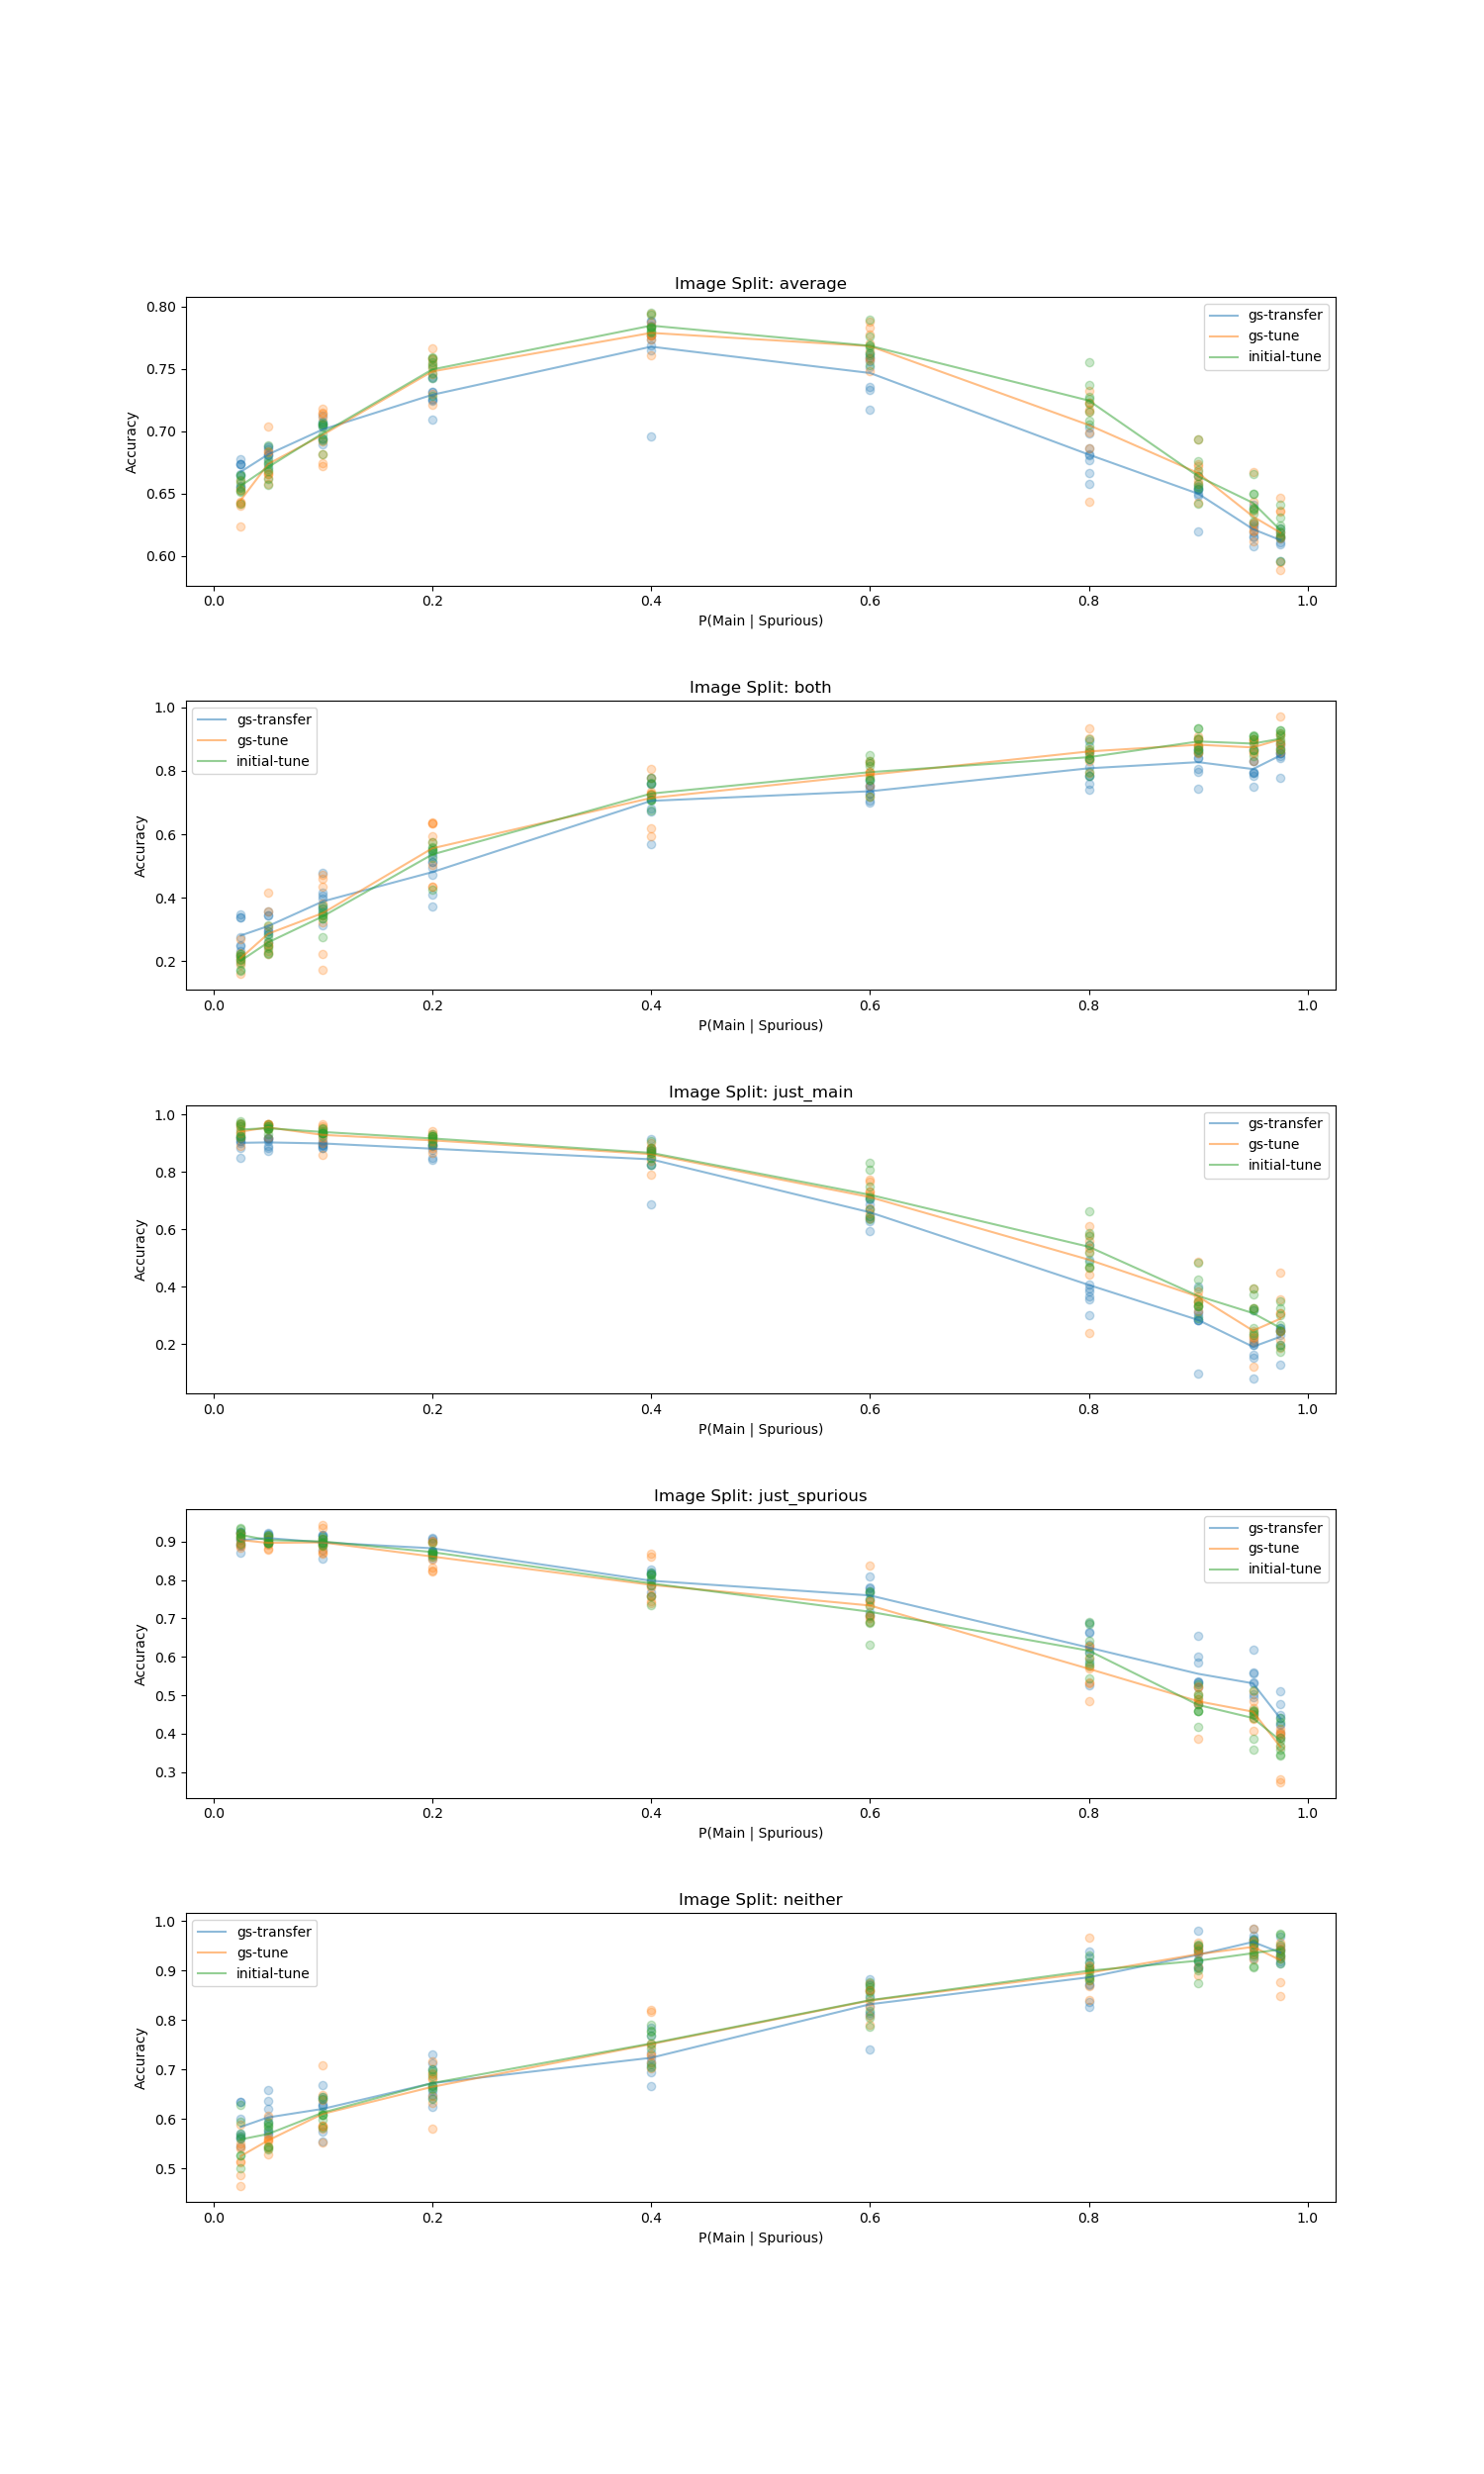 Image Split: average
0.80
0.75
0.70
0.65
0.60
Accuracy
gs-transfer
gs-tune
initial-tune
0.0 0.2 0.4 0.6 0.8 1.0
P(Main | Spurious)
Image Split: both
1.0
0.8
0.6
0.4
0.2
Accuracy
gs-transfer
gs-tune
initial-tune
0.0 0.2 0.4 0.6 0.8 1.0
P(Main | Spurious)
Image Split: just_main
1.0
0.8
0.6
0.4
0.2
Accuracy
gs-transfer
gs-tune
initial-tune
0.0 0.2 0.4 0.6 0.8 1.0
P(Main | Spurious)
Image Split: just_spurious
0.9
0.8
0.7
0.6
0.5
0.4
0.3
Accuracy
gs-transfer
gs-tune
initial-tune
0.0 0.2 0.4 0.6 0.8 1.0
P(Main | Spurious)
Image Split: neither
1.0
0.9
0.8
0.7
0.6
0.5
Accuracy
gs-transfer
gs-tune
initial-tune
0.0 0.2 0.4 0.6 0.8 1.0
P(Main | Spurious)